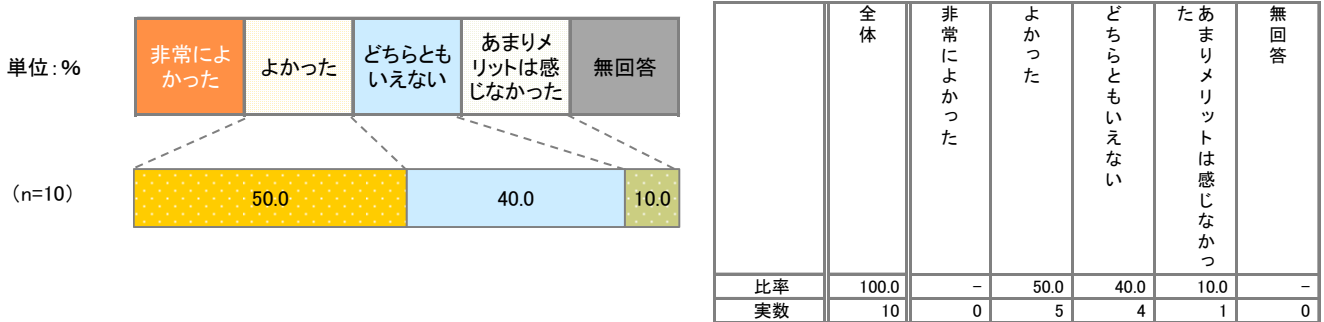 単位：％
非常によ
かった
よかった
どちらとも
いえない
あまりメ
リットは感
じなかった
無回答
（n=10）
50.0
40.0
10.0
全体
非常によかった
よかった
どちらともいえない
あまりメリットは感じなかっ
た
無回答
比率 100.0 － 50.0 40.0 10.0 －
実数 10 0 5 4 1 0